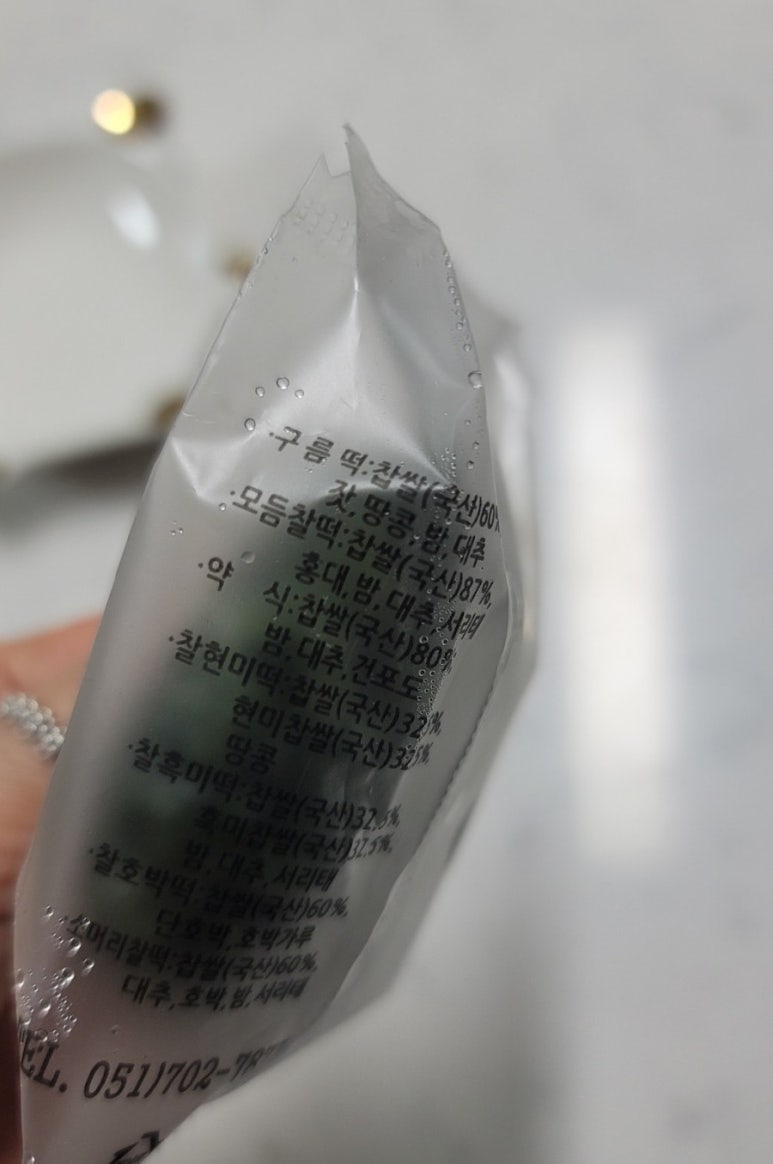 ·구름떡:찹쌀(국산)60%
잣,땅콩,밤,대추
·모듬찰떡:찹쌀(국산)87%,
홍대,밤,대추,서리태
·약 식:찹쌀(국산)80%
밤,대추,건포도
·찰현미떡:찹쌀(국산)32.5%,
현미찹쌀(국산)32.5%,
땅콩
·찰흑미떡:찹쌀(국산)32.5%,
흑미찹쌀(국산)32.5%,
밤,대추,서리태
·찰호박떡:찹쌀(국산)60%,
단호박,호박가루
소머리찰떡:찹쌀(국산)60%,
대추,호박,밤,서리태
TEL. 051)702-787